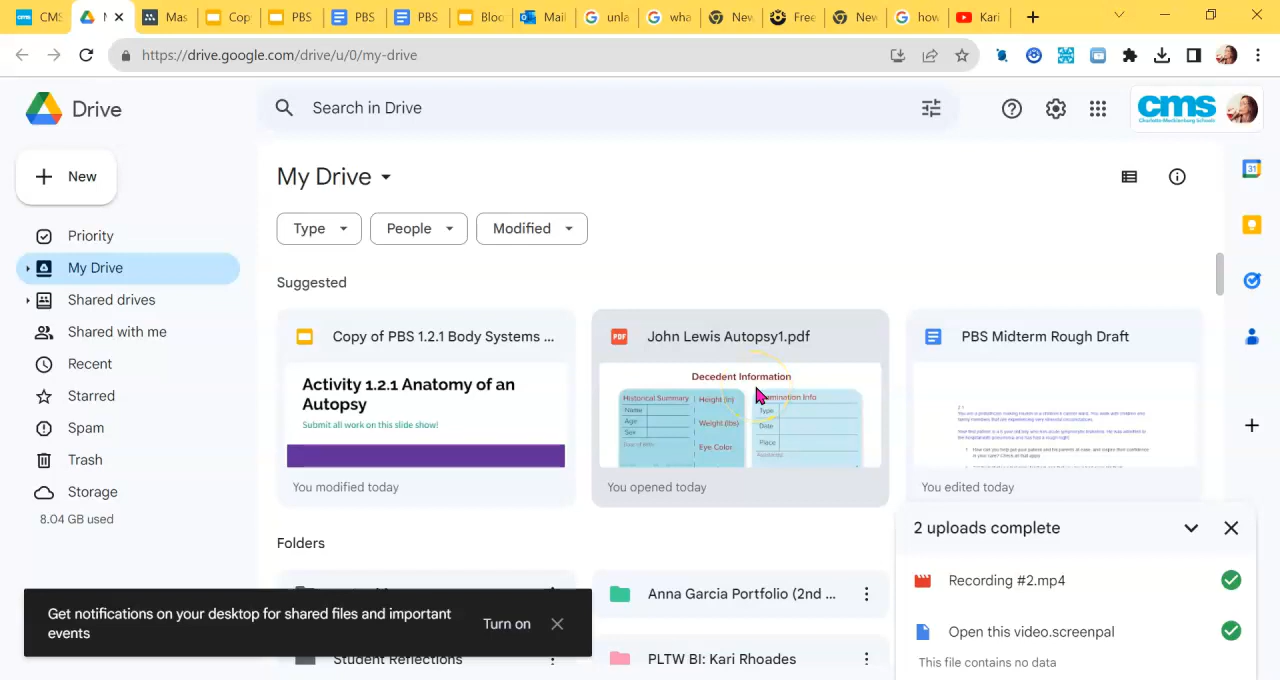 CMS
Mas
Cop
PBS
PBS
PBS
Bloo
Mail
unla
wha
New
Free
New
how
Kari
https://drive.google.com/drive/u/0/my-drive
Drive
Search in Drive
cms
Charlotte-Mecklenburg Schools
New
My Drive
31
Type
People
Modified
Priority
My Drive
Shared drives
Shared with me
Recent
Starred
Spam
Trash
Storage
8.04 GB used
Suggested
Copy of PBS 1.2.1 Body Systems ...
Activity 1.2.1 Anatomy of an
Autopsy
Submit all work on this slide show!
You modified today
PDF
John Lewis Autopsy1.pdf
Decedent Information
Historical Summary
Name
Age
Sex
Height (in)
Weight (lbs)
Eye Color
Type
Date
Place
You opened today
PBS Midterm Rough Draft
You edited today
Folders
Anna Garcia Portfolio (2nd ...
Student Reflections
PLTW BI: Kari Rhoades
2 uploads complete
Recording #2.mp4
Open this video.screenpal
This file contains no data
Get notifications on your desktop for shared files and important
events
Turn on